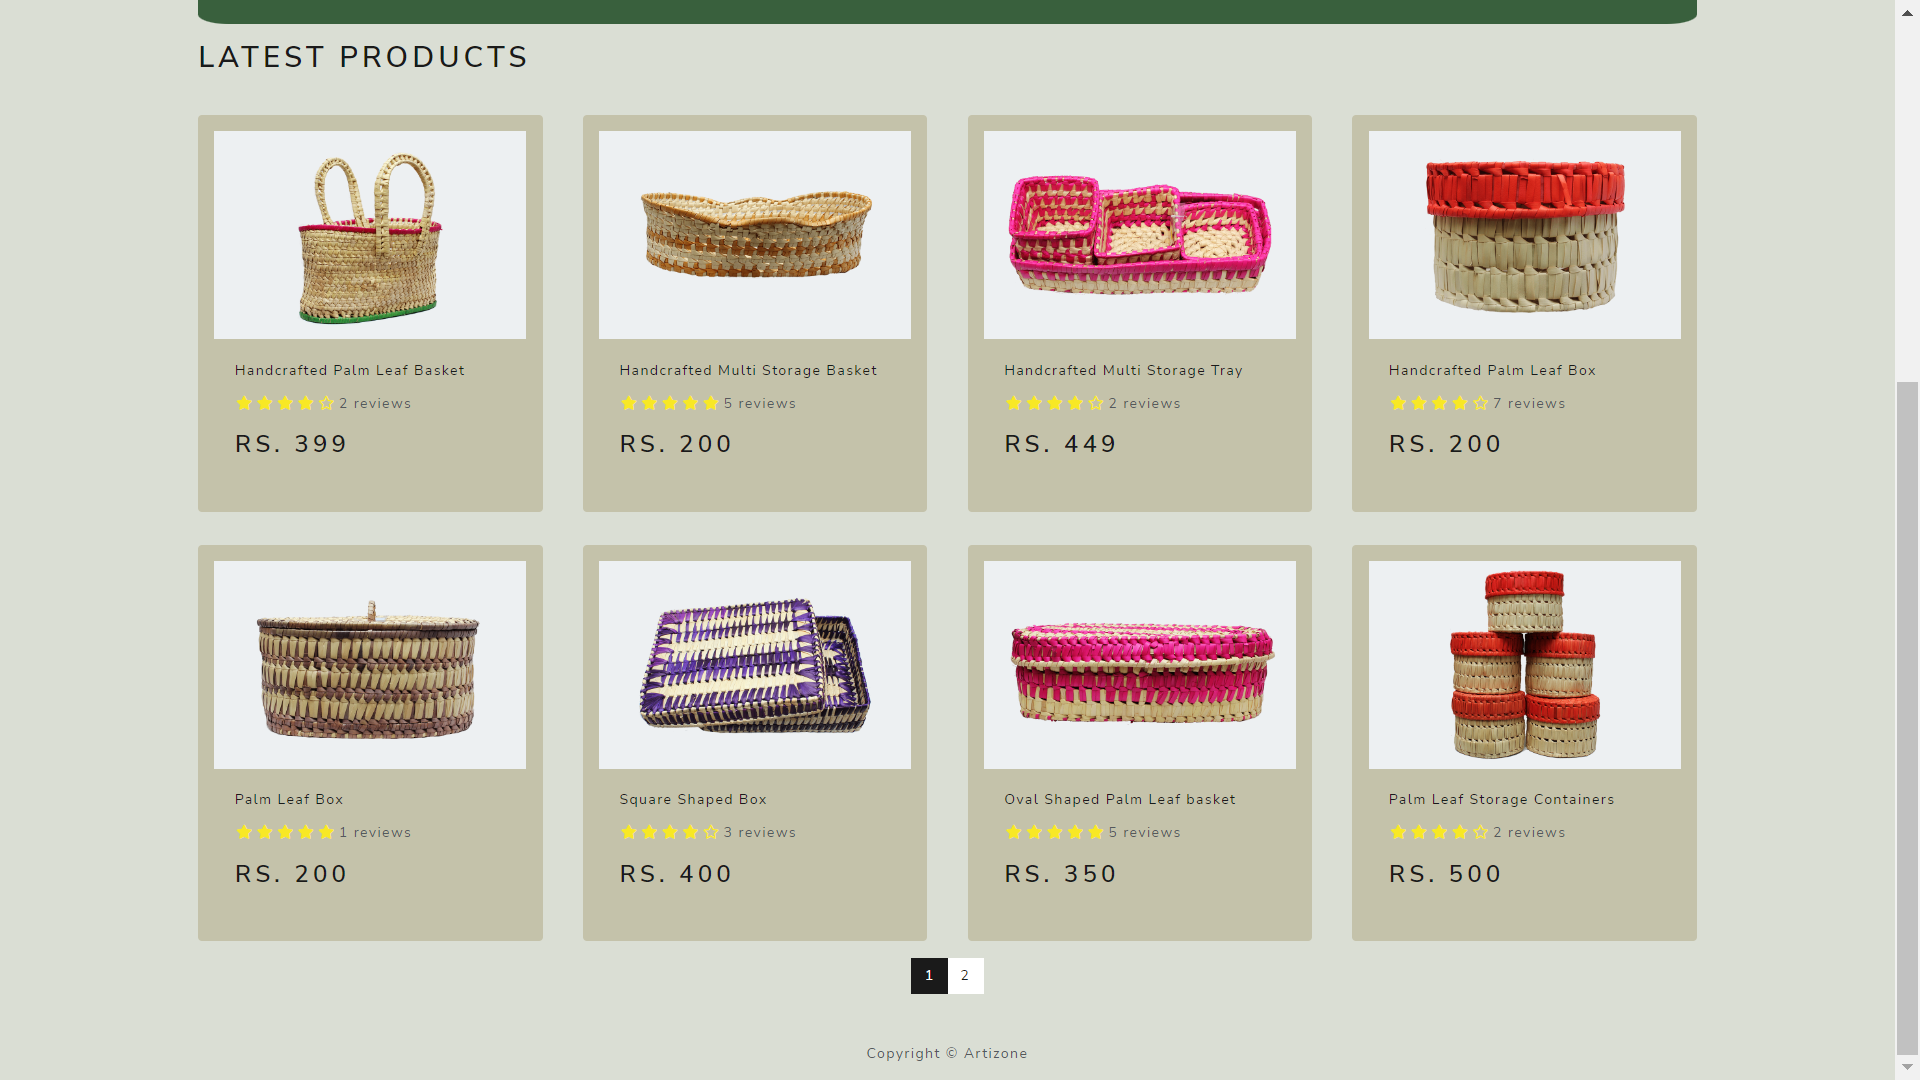 LATEST PRODUCTS
Handcrafted Palm Leaf Basket
2 reviews
RS. 399
Handcrafted Multi Storage Basket
5 reviews
RS. 200
Handcrafted Multi Storage Tray
2 reviews
RS. 449
Handcrafted Palm Leaf Box
7 reviews
RS. 200
Palm Leaf Box
1 reviews
RS. 200
Square Shaped Box
3 reviews
RS. 400
Oval Shaped Palm Leaf basket
5 reviews
RS. 350
Palm Leaf Storage Containers
2 reviews
RS. 500
1 2
Copyright © Artizone